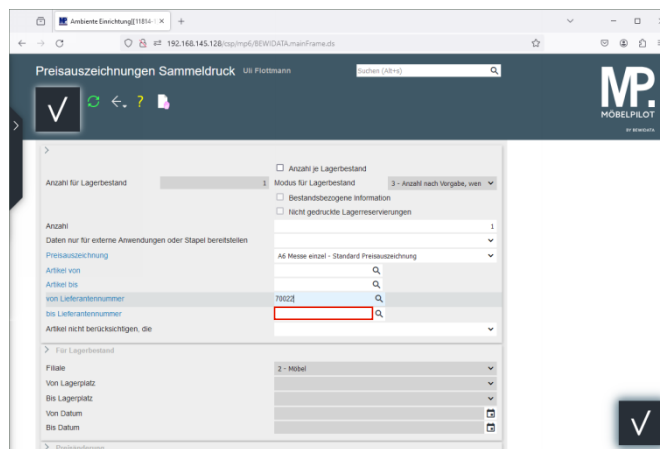 Ambiente Einrichtung[[11814-
192.168.145.128/csp/mp6/BEWIDATA.mainFrame.ds
Preisauszeichnungen Sammeldruck Uli Flottmann
Suchen (Alt+s)
MP.
MÖBELPILOT
BY BEWIDATA
Anzahl je Lagerbestand
Anzahl für Lagerbestand 1 Modus für Lagerbestand 3 - Anzahl nach Vorgabe, wen
Bestandsbezogene Information
Nicht gedruckte Lagerreservierungen
Anzahl 1
Daten nur für externe Anwendungen oder Stapel bereitstellen
Preisauszeichnung A6 Messe einzel - Standard Preisauszeichnung
Artikel von
Artikel bis
von Lieferantennummer 70022
bis Lieferantennummer
Artikel nicht berücksichtigen, die
Für Lagerbestand
Filiale 2 - Möbel
Von Lagerplatz
Bis Lagerplatz
Von Datum
Bis Datum
Preisänderung